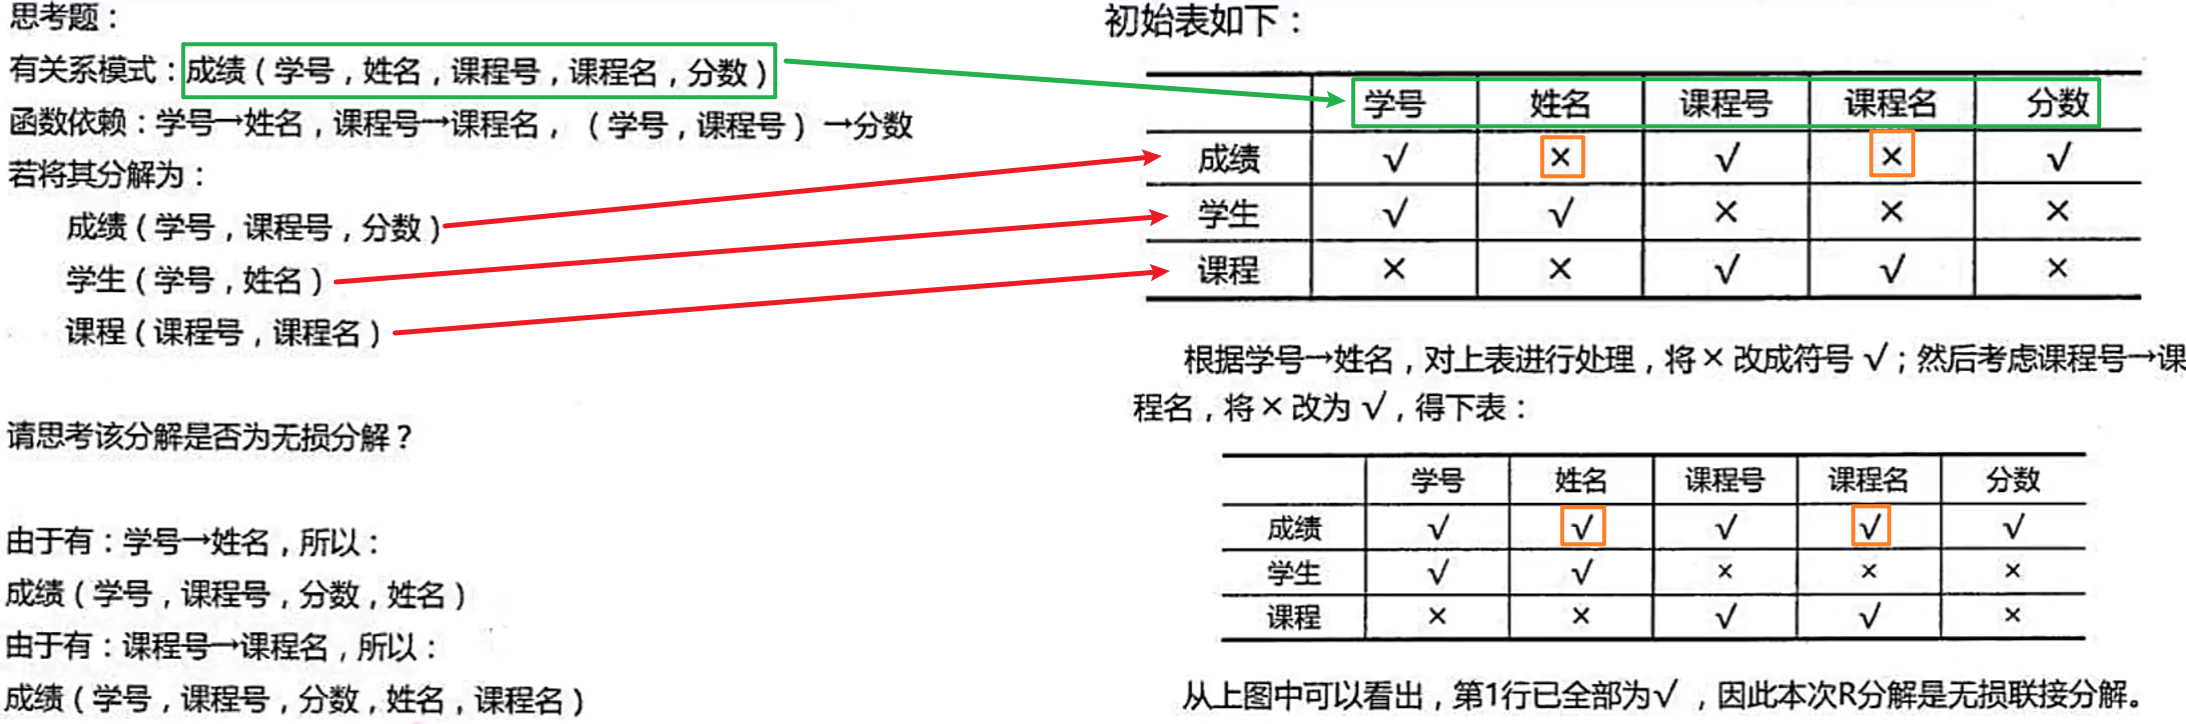 思考题：
有关系模式：成绩（学号，姓名，课程号，课程名，分数）
函数依赖：学号→姓名，课程号→课程名，（学号，课程号）→分数
若将其分解为：
成绩（学号，课程号，分数）
学生（学号，姓名）
课程（课程号，课程名）
请思考该分解是否为无损分解？
由于有：学号→姓名，所以：
成绩（学号，课程号，分数，姓名）
由于有：课程号→课程名，所以：
成绩（学号，课程号，分数，姓名，课程名）
初始表如下：
学号 姓名 课程号 课程名 分数
成绩 √ × √ × √
学生 √ √ × × ×
课程 × × √ √ ×
根据学号→姓名，对上表进行处理，将×改成符号√；然后考虑课程号→课
程名，将×改为√，得下表：
学号 姓名 课程号 课程名 分数
成绩 √ √ √ √ √
学生 √ √ × × ×
课程 × × √ √ ×
从上图中可以看出，第1行已全部为√，因此本次R分解是无损联接分解。